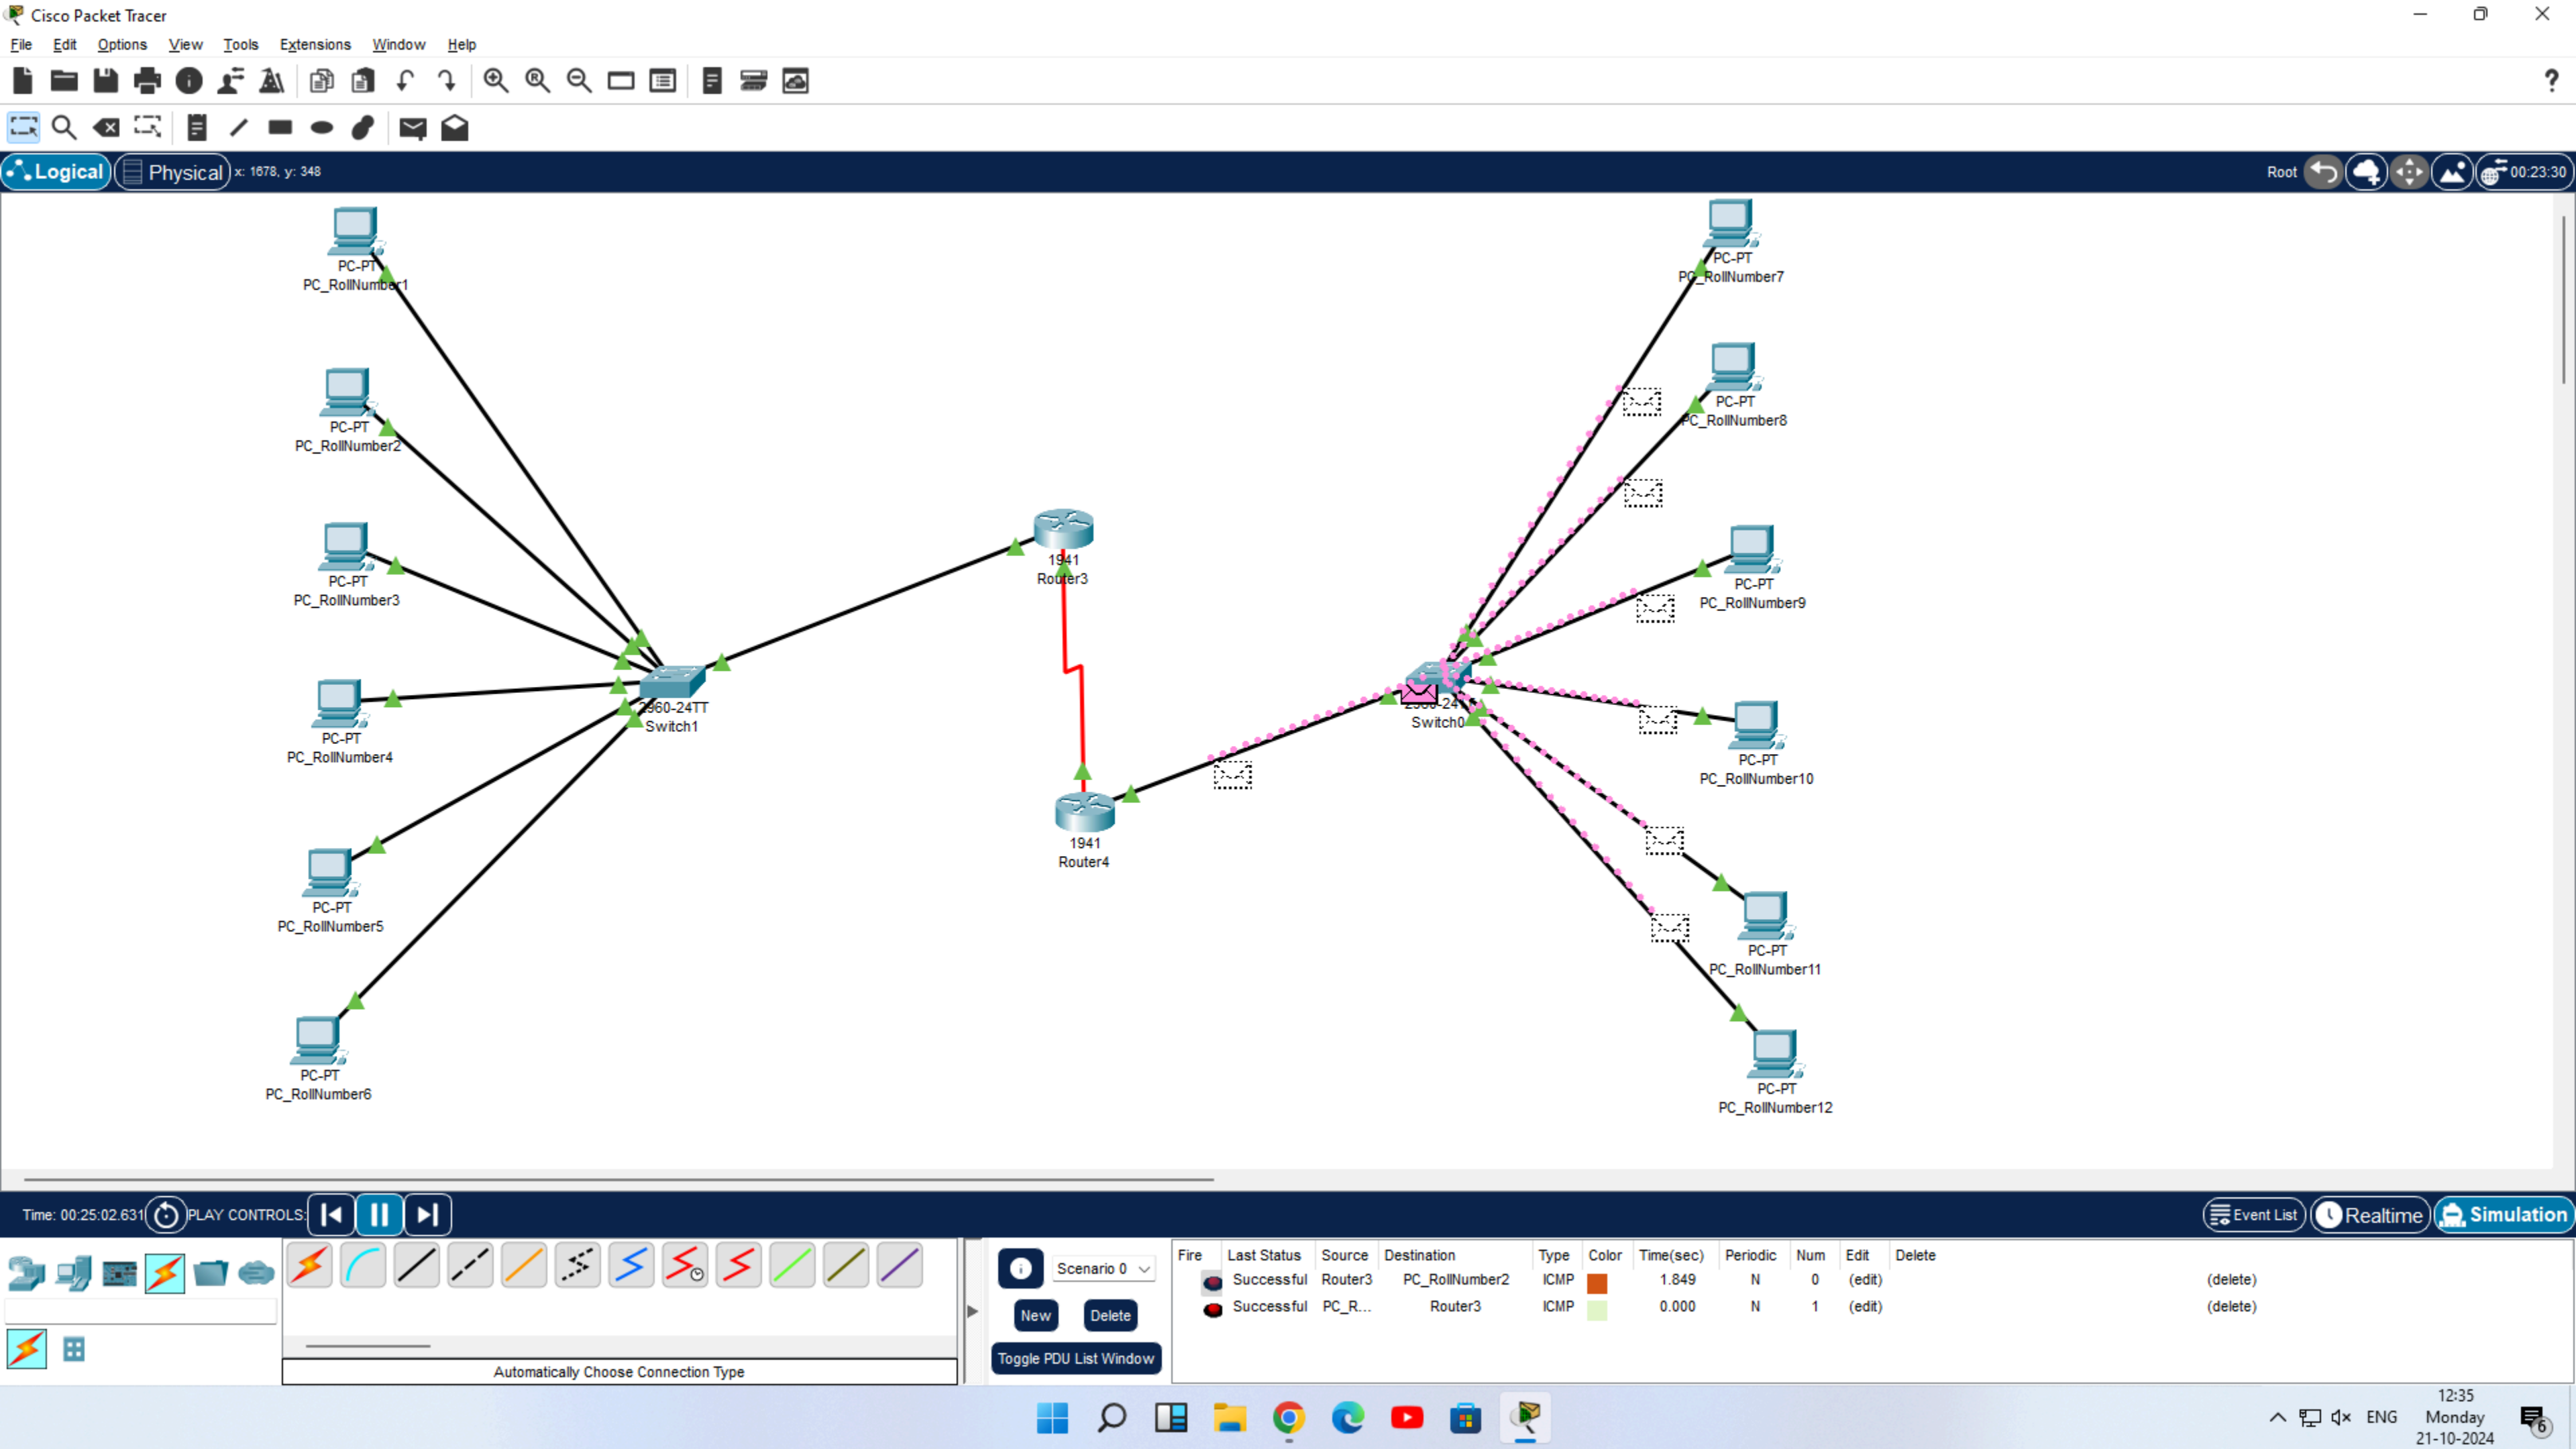 Cisco Packet Tracer
File Edit Options View Tools Extensions Window Help
Logical Physical x: 1678, y: 348 Root 00:23:30
PC-PT
PC_RollNumber1
PC-PT
PC_RollNumber2
PC-PT
PC_RollNumber3
PC-PT
PC_RollNumber4
PC-PT
PC_RollNumber5
PC-PT
PC_RollNumber6
2960-24TT
Switch1
1941
Router3
1941
Router4
Switch0
PC-PT
PC_RollNumber7
PC-PT
PC_RollNumber8
PC-PT
PC_RollNumber9
PC-PT
PC_RollNumber10
PC-PT
PC_RollNumber11
PC-PT
PC_RollNumber12
Time: 00:25:02.631 PLAY CONTROLS: Event List Realtime Simulation
Automatically Choose Connection Type
Scenario 0
New Delete
Toggle PDU List Window
Fire Last Status Source Destination Type Color Time(sec) Periodic Num Edit Delete
Successful Router3 PC_RollNumber2 ICMP 1.849 N 0 (edit) (delete)
Successful PC_R... Router3 ICMP 0.000 N 1 (edit) (delete)
ENG
12:35
Monday
21-10-2024
6